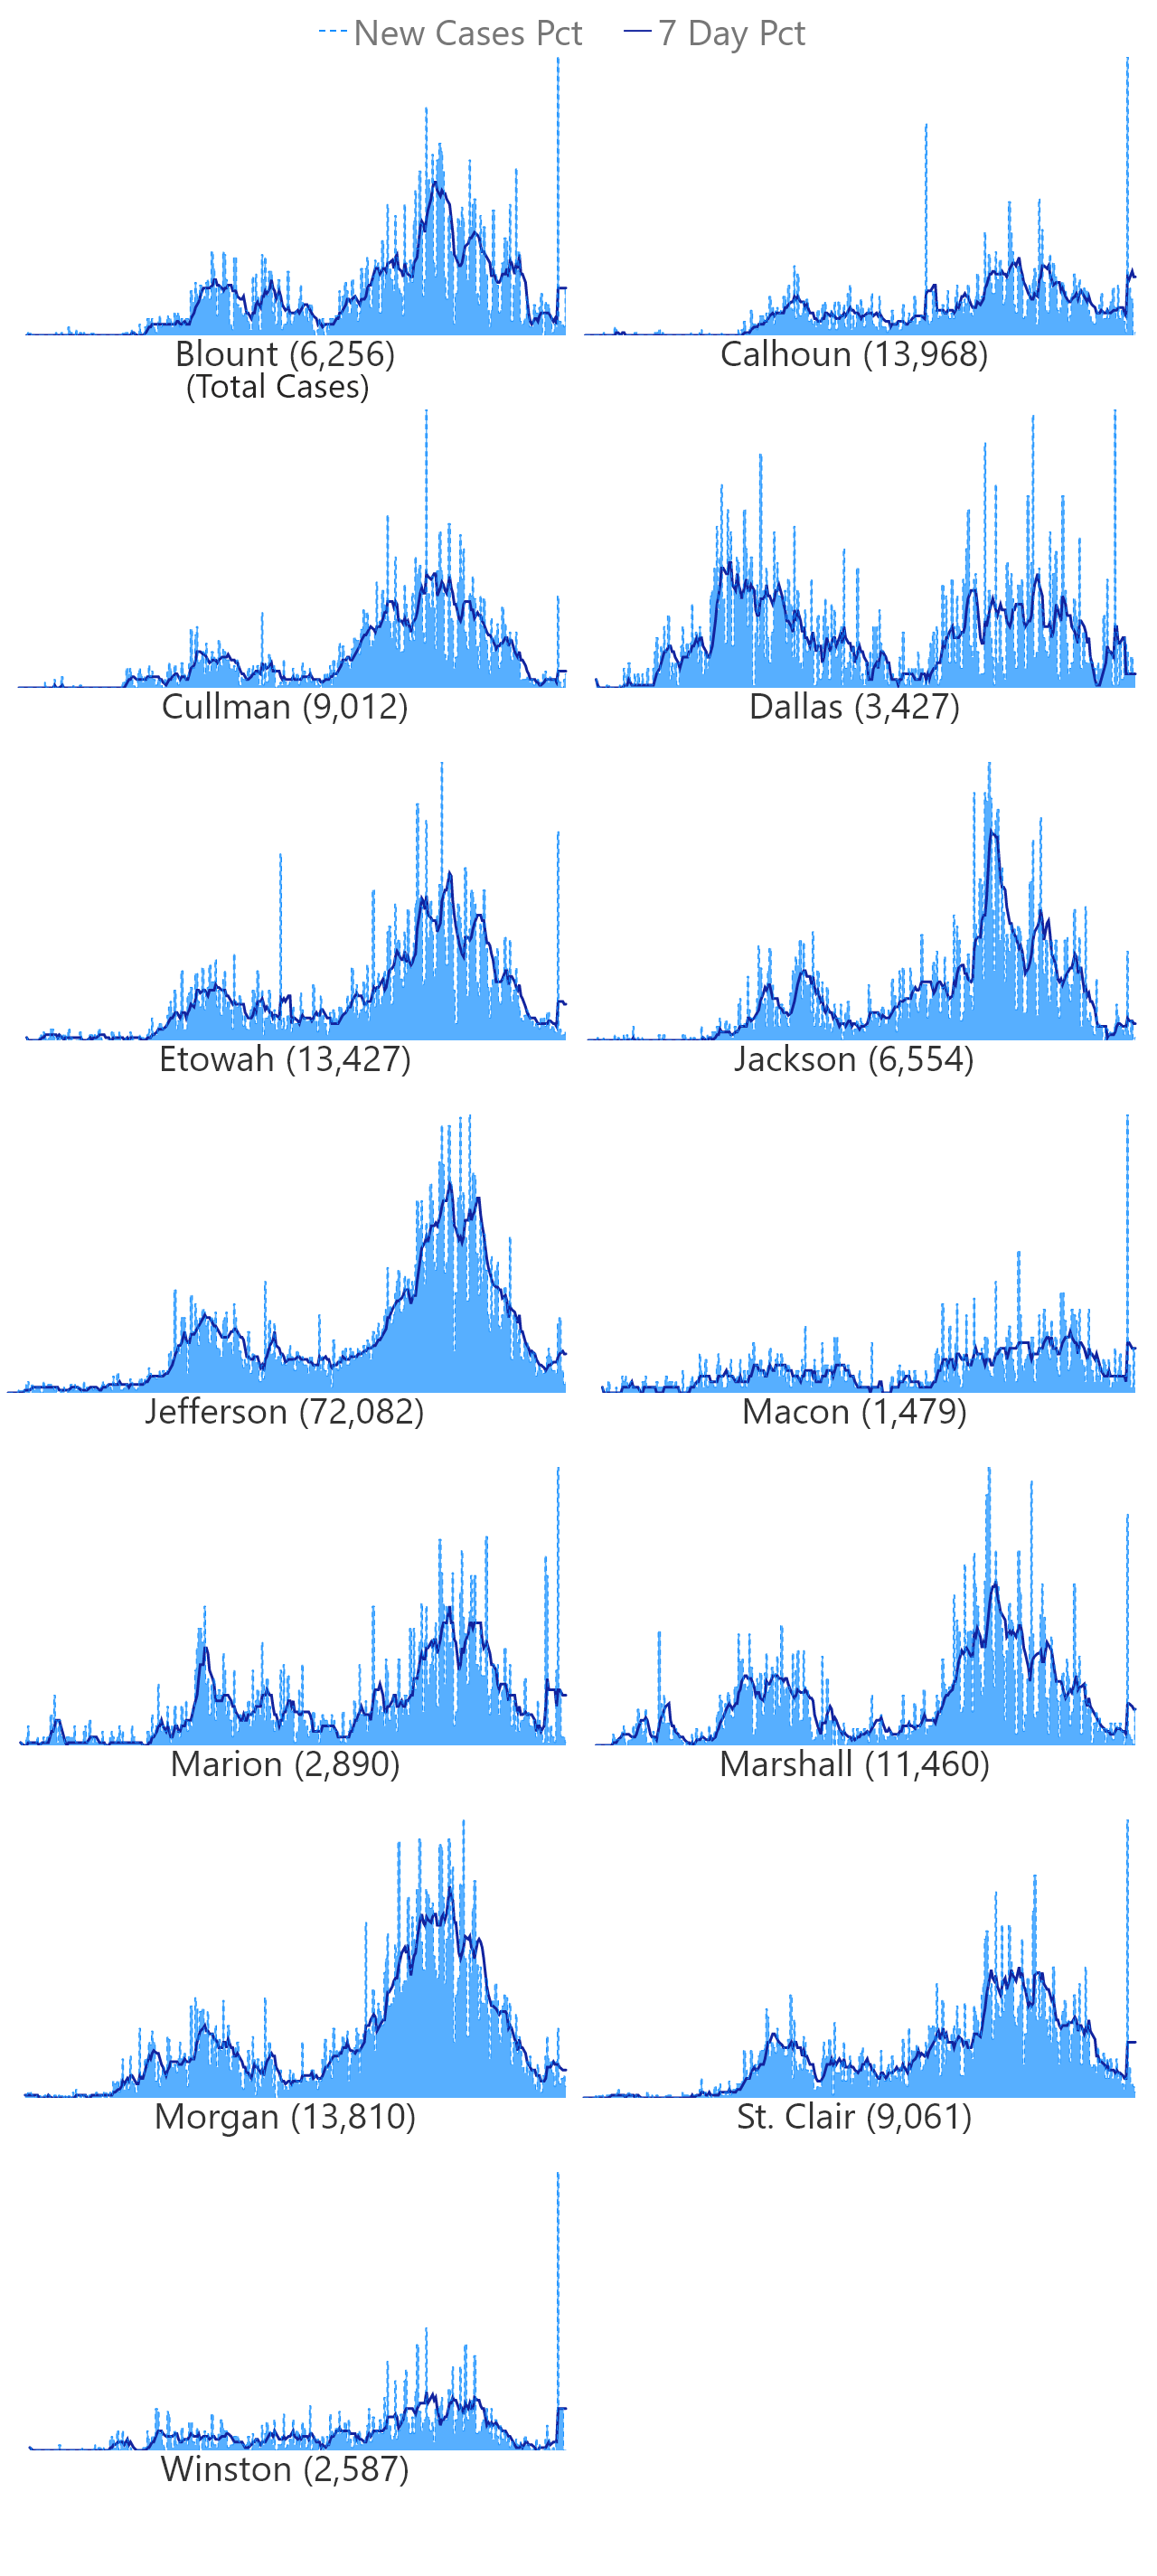 New Cases Pct 7 Day Pct
Blount (6,256) Calhoun (13,968)
(Total Cases)
Cullman (9,012) Dallas (3,427)
Etowah (13,427) Jackson (6,554)
Jefferson (72,082) Macon (1,479)
Marion (2,890) Marshall (11,460)
Morgan (13,810) St. Clair (9,061)
Winston (2,587)